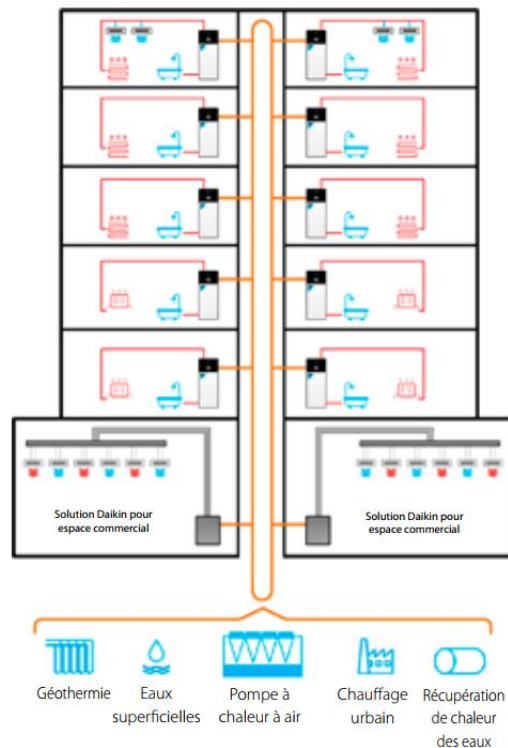 Solution Daikin pour
espace commercial
Solution Daikin pour
espace commercial
Géothermie
Eaux
superficielles
Pompe à
chaleur à air
Chauffage
urbain
Récupération
de chaleur
des eaux